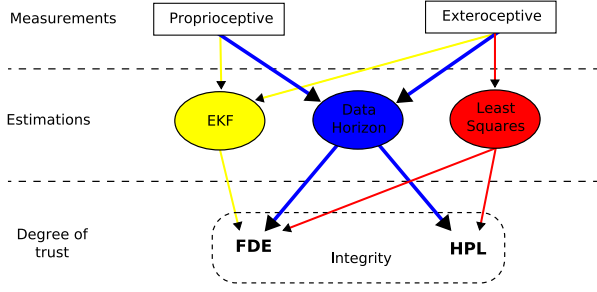 Measurements
Proprioceptive
Exteroceptive
Estimations
EKF
Data
Horizon
Least
Squares
Degree of
trust
FDE
Integrity
HPL